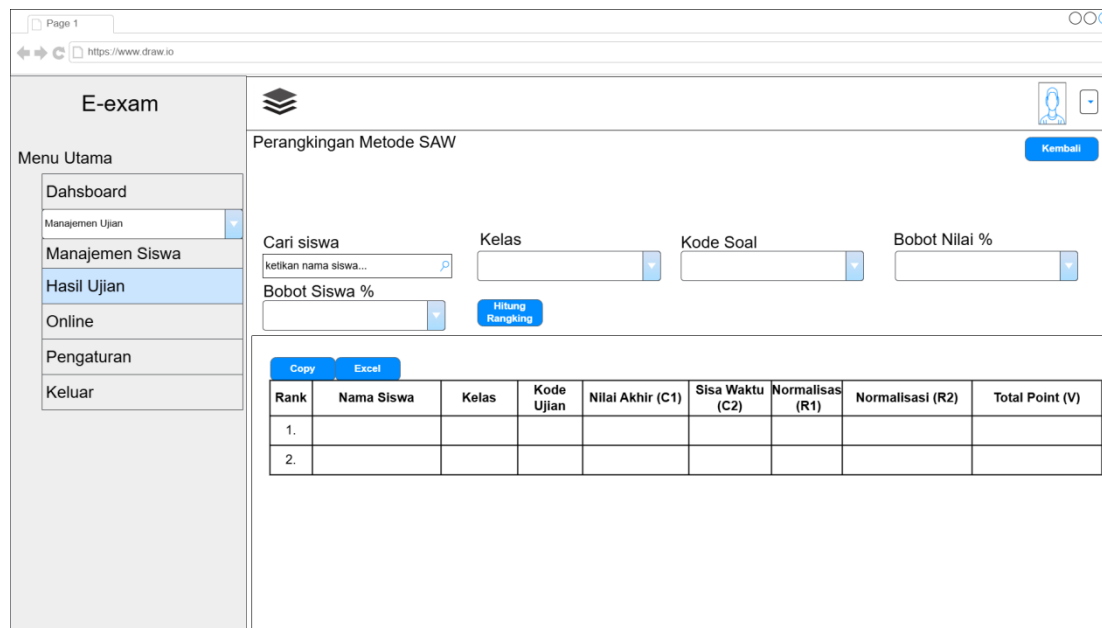 Page 1
https://www.draw.io
E-exam
Menu Utama
Dahsboard
Manajemen Ujian
Manajemen Siswa
Hasil Ujian
Online
Pengaturan
Keluar
Perangkingan Metode SAW
Kembali
Cari siswa
ketikan nama siswa...
Kelas
Kode Soal
Bobot Nilai %
Bobot Siswa %
Hitung
Rangking
Copy Excel
Rank Nama Siswa Kelas Kode Ujian Nilai Akhir (C1) Sisa Waktu (C2) Normalisas (R1) Normalisasi (R2) Total Point (V)
1.
2.